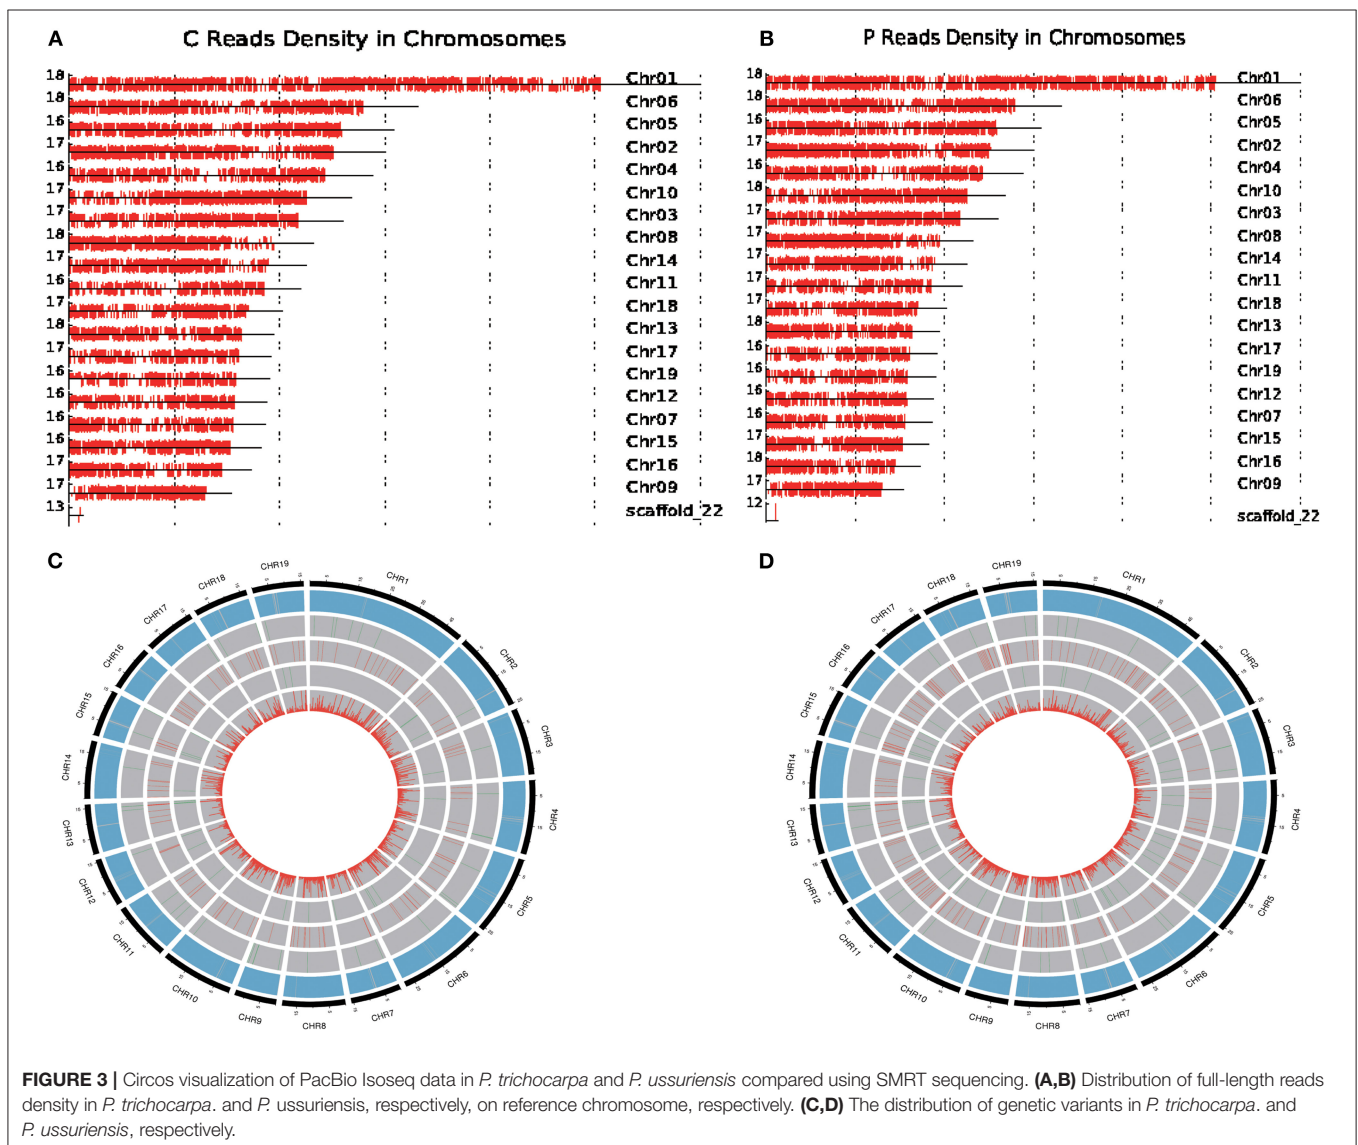 A
C Reads Density in Chromosomes
18
Chr01
18
Chr06
16
Chr05
17
Chr02
16
Chr04
17
Chr10
17
Chr03
18
Chr08
17
Chr14
16
Chr11
17
Chr18
18
Chr13
17
Chr17
16
Chr19
16
Chr12
16
Chr07
16
Chr15
17
Chr16
17
Chr09
13
scaffold_22
B
P Reads Density in Chromosomes
18
Chr01
18
Chr06
16
Chr05
17
Chr02
16
Chr04
18
Chr10
17
Chr03
17
Chr08
17
Chr14
17
Chr11
17
Chr18
18
Chr13
16
Chr17
16
Chr19
16
Chr12
16
Chr07
17
Chr15
18
Chr16
17
Chr09
12
scaffold_22
C
CHR1
CHR2
CHR3
CHR4
CHR5
CHR6
CHR7
CHR8
CHR9
CHR10
CHR11
CHR12
CHR13
CHR14
CHR15
CHR16
CHR17
CHR18
CHR19
D
CHR1
CHR2
CHR3
CHR4
CHR5
CHR6
CHR7
CHR8
CHR9
CHR10
CHR11
CHR12
CHR13
CHR14
CHR15
CHR16
CHR17
CHR18
CHR19
FIGURE 3 | Circos visualization of PacBio Isoseq data in P. trichocarpa and P. ussuriensis compared using SMRT sequencing. (A,B) Distribution of full-length reads
density in P. trichocarpa. and P. ussuriensis, respectively, on reference chromosome, respectively. (C,D) The distribution of genetic variants in P. trichocarpa. and
P. ussuriensis, respectively.